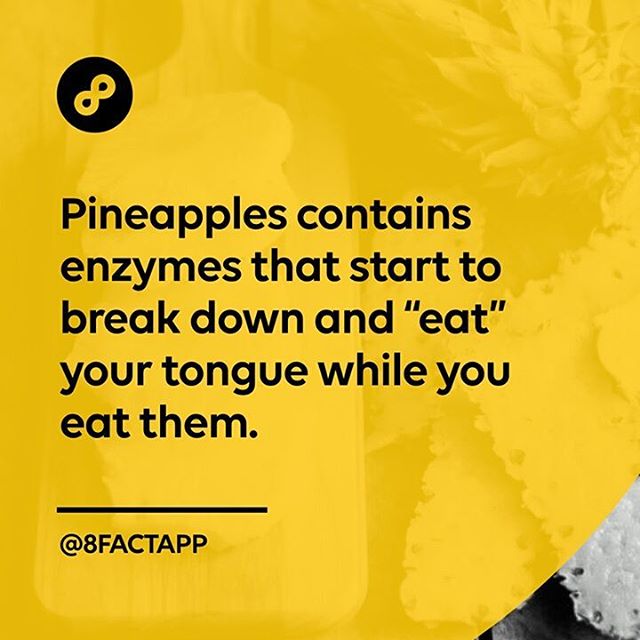 Pineapples contains
enzymes that start to
break down and “eat”
your tongue while you
eat them.
@8FACTAPP